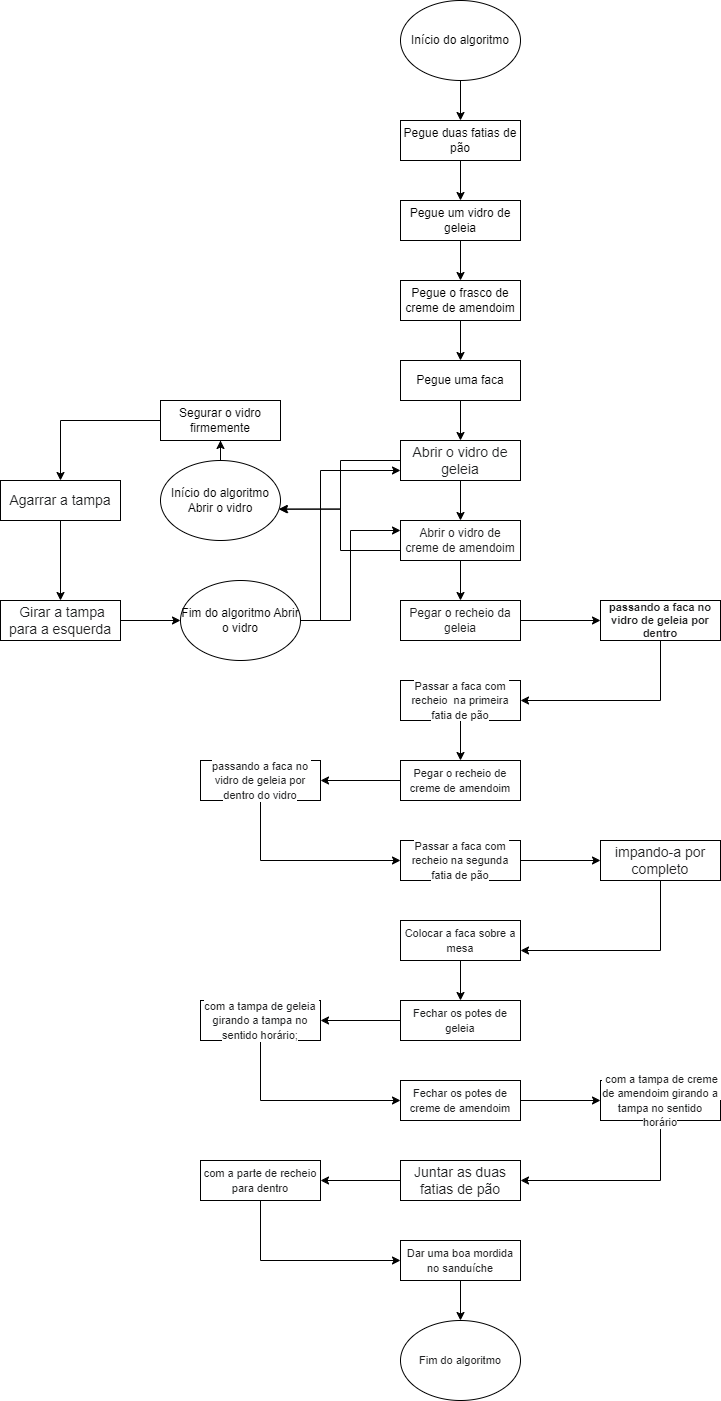 Início do algoritmo
Pegue duas fatias de
pão
Pegue um vidro de
geleia
Pegue o frasco de
creme de amendoim
Pegue uma faca
Segurar o vidro
firmemente
Abrir o vidro de
geleia
Início do algoritmo
Abrir o vidro
Agarrar a tampa
Abrir o vidro de
creme de amendoim
Girar a tampa
para a esquerda
Fim do algoritmo Abrir
o vidro
Pegar o recheio da
geleia
passando a faca no
vidro de geleia por
dentro
Passar a faca com
recheio na primeira
fatia de pão
Pegar o recheio de
creme de amendoim
passando a faca no
vidro de geleia por
dentro do vidro
Passar a faca com
recheio na segunda
fatia de pão
impando-a por
completo
Colocar a faca sobre a
mesa
Fechar os potes de
geleia
com a tampa de geleia
girando a tampa no
sentido horário;
Fechar os potes de
creme de amendoim
com a tampa de creme
de amendoim girando a
tampa no sentido
horário
Juntar as duas
fatias de pão
com a parte de recheio
para dentro
Dar uma boa mordida
no sanduíche
Fim do algoritmo